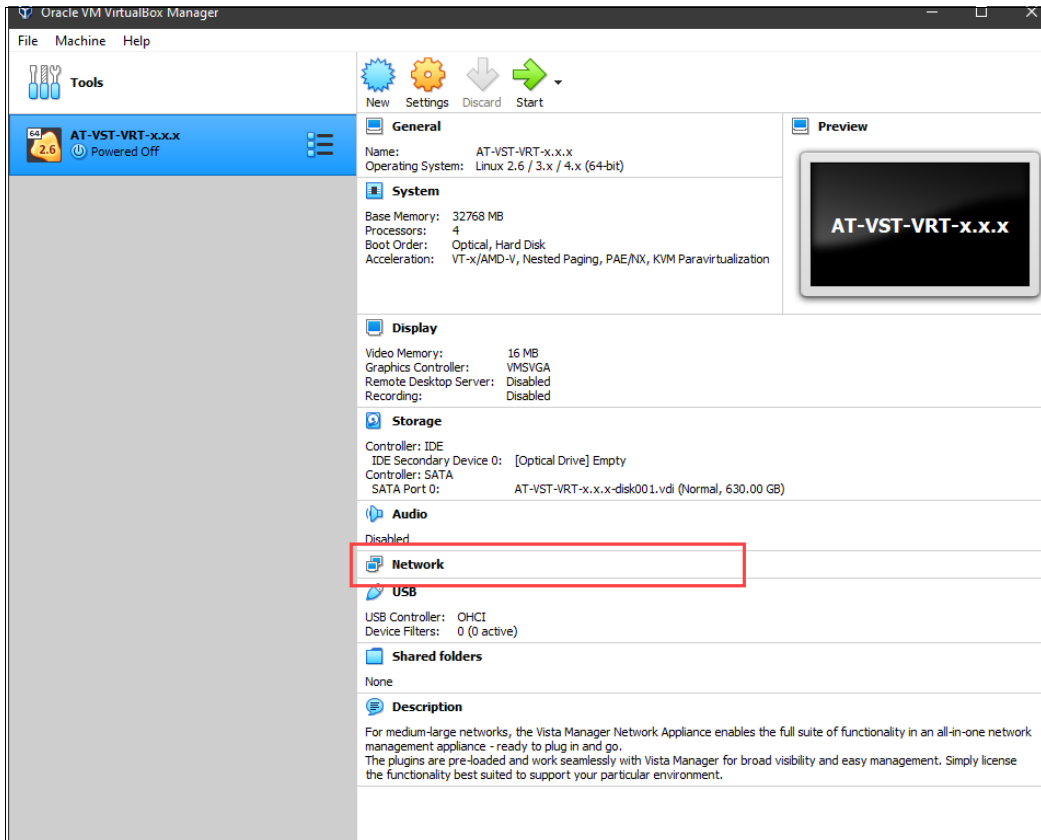 Oracle VM VirtualBox Manager
File Machine Help
Tools
New Settings Discard Start
64
2.6
AT-VST-VRT-x.x.x
Powered Off
General
Name: AT-VST-VRT-x.x.x
Operating System: Linux 2.6 / 3.x / 4.x (64-bit)
Preview
AT-VST-VRT-x.x.x
System
Base Memory: 32768 MB
Processors: 4
Boot Order: Optical, Hard Disk
Acceleration: VT-x/AMD-V, Nested Paging, PAE/NX, KVM Paravirtualization
Display
Video Memory: 16 MB
Graphics Controller: VMSVGA
Remote Desktop Server: Disabled
Recording: Disabled
Storage
Controller: IDE
IDE Secondary Device 0: [Optical Drive] Empty
Controller: SATA
SATA Port 0: AT-VST-VRT-x.x.x-disk001.vdi (Normal, 630.00 GB)
Audio
Disabled
Network
USB
USB Controller: OHCI
Device Filters: 0 (0 active)
Shared folders
None
Description
For medium-large networks, the Vista Manager Network Appliance enables the full suite of functionality in an all-in-one network
management appliance - ready to plug in and go.
The plugins are pre-loaded and work seamlessly with Vista Manager for broad visibility and easy management. Simply license
the functionality best suited to support your particular environment.